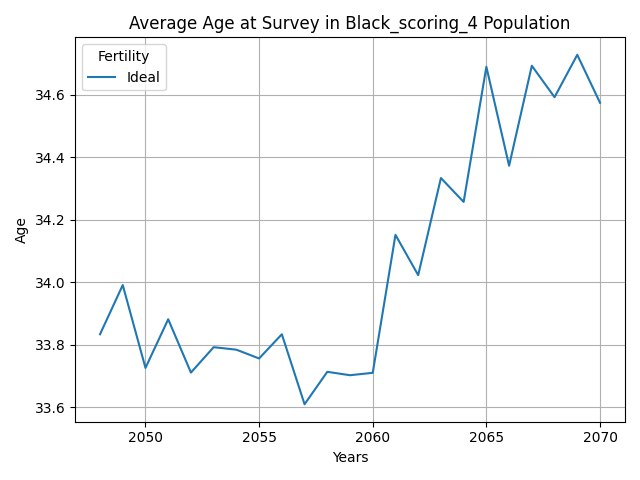 Average Age at Survey in Black_scoring_4 Population
Fertility
Ideal
34.6
34.4
34.2
34.0
33.8
33.6
Age
2050 2055 2060 2065 2070
Years